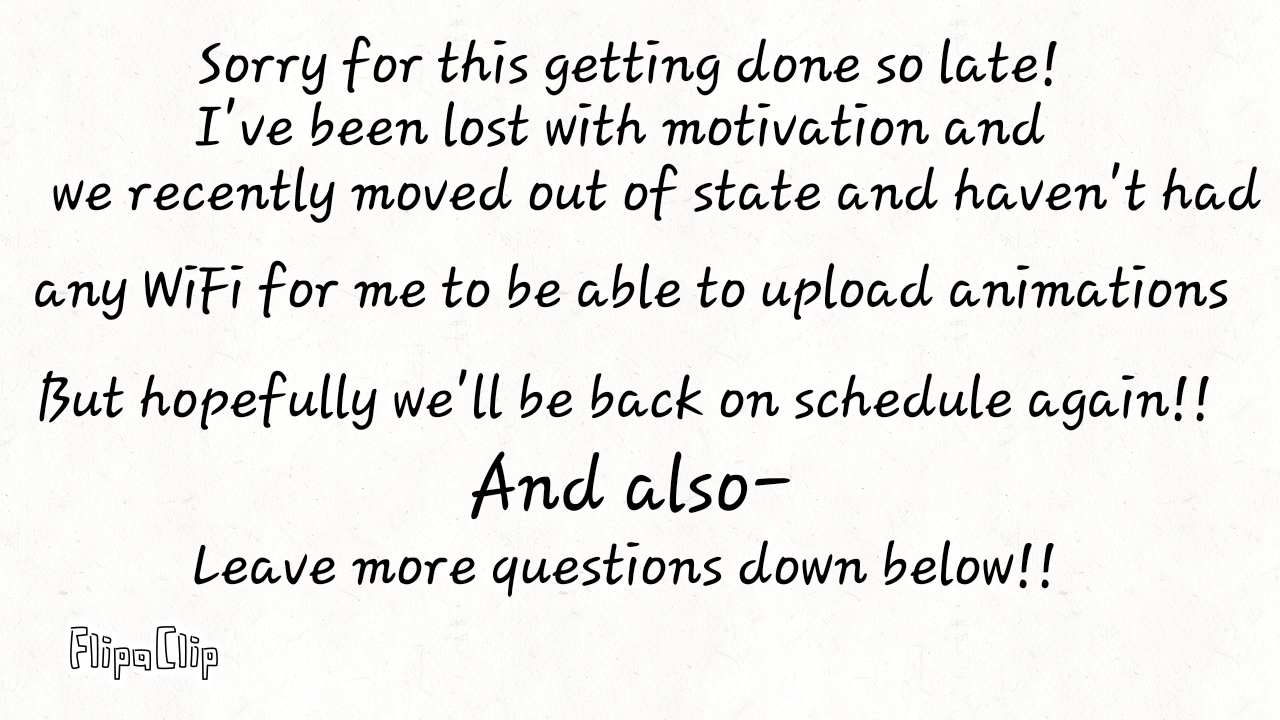 Sorry for this getting done so late!
I've been lost with motivation and
we recently moved out of state and haven't had
any WiFi for me to be able to upload animations
But hopefully we'll be back on schedule again!!
And also-
Leave more questions down below!!
FlipaClip